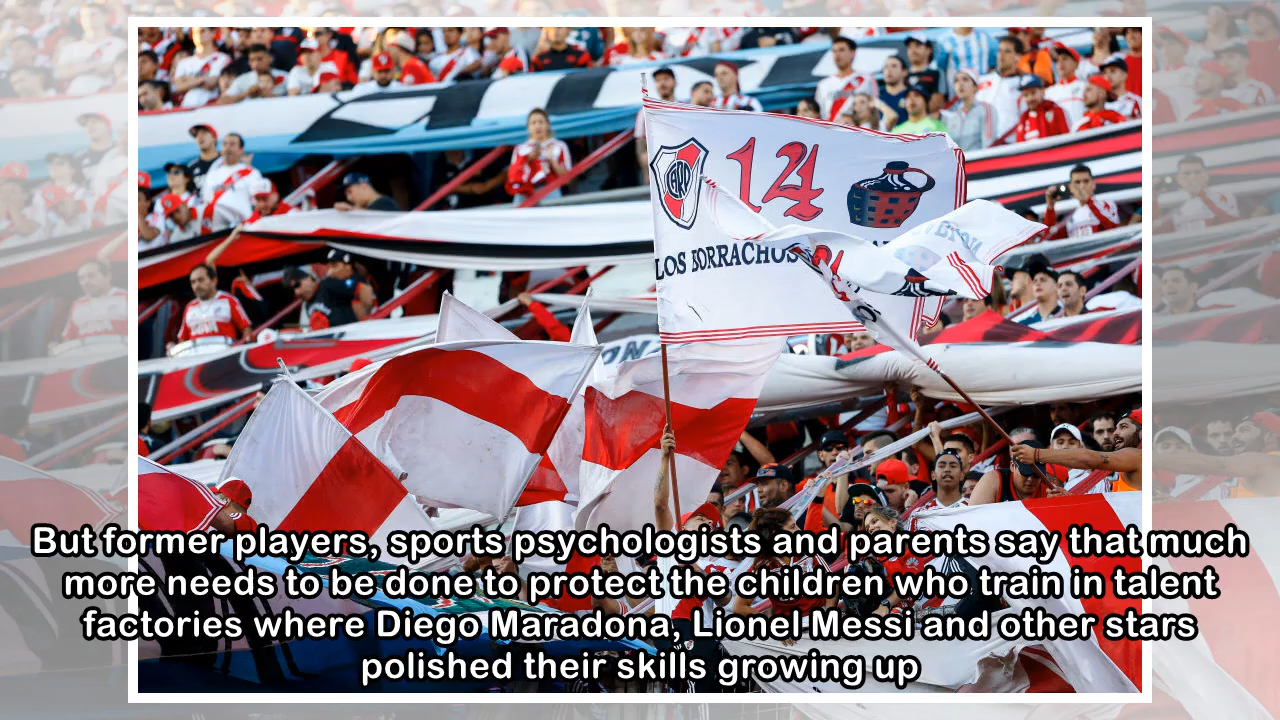 CARP
14
LOS BORRACHOS
But former players, sports psychologists and parents say that much
more needs to be done to protect the children who train in talent
factories where Diego Maradona, Lionel Messi and other stars
polished their skills growing up